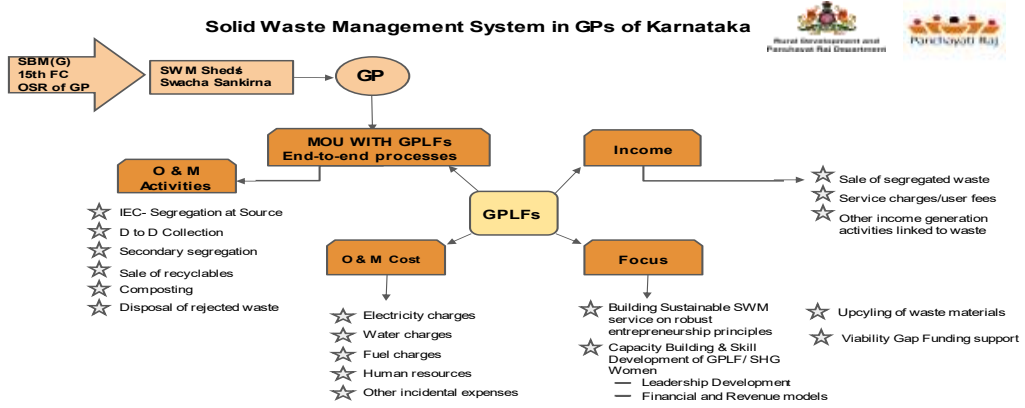 Solid Waste Management System in GPs of Karnataka
Rural Development and
Panchayat Raj Department
Panchayati Raj
SBM(G)
15th FC
OSR of GP
SWM Sheds
Swacha Sankirna
GP
MOU WITH GPLFs
End-to-end processes
Income
O & M
Activities
GPLFs
Sale of segregated waste
Service charges/user fees
Other income generation
activities linked to waste
IEC- Segregation at Source
D to D Collection
Secondary segregation
Sale of recyclables
Composting
Disposal of rejected waste
O & M Cost
Focus
Electricity charges
Water charges
Fuel charges
Human resources
Other incidental expenses
Building Sustainable SWM
service on robust
entrepreneurship principles
Capacity Building & Skill
Development of GPLF/ SHG
Women
Leadership Development
Financial and Revenue models
Upcyling of waste materials
Viability Gap Funding support